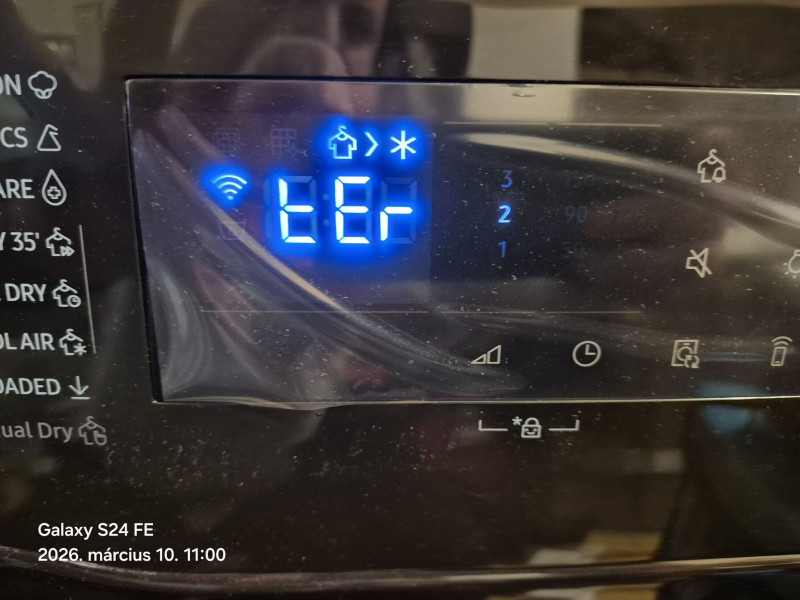 ON
CS
ARE
tEr
3
Y 35'
2
90
1
DRY
OL AIR
OADED
ual Dry
Galaxy S24 FE
2026. március 10. 11:00